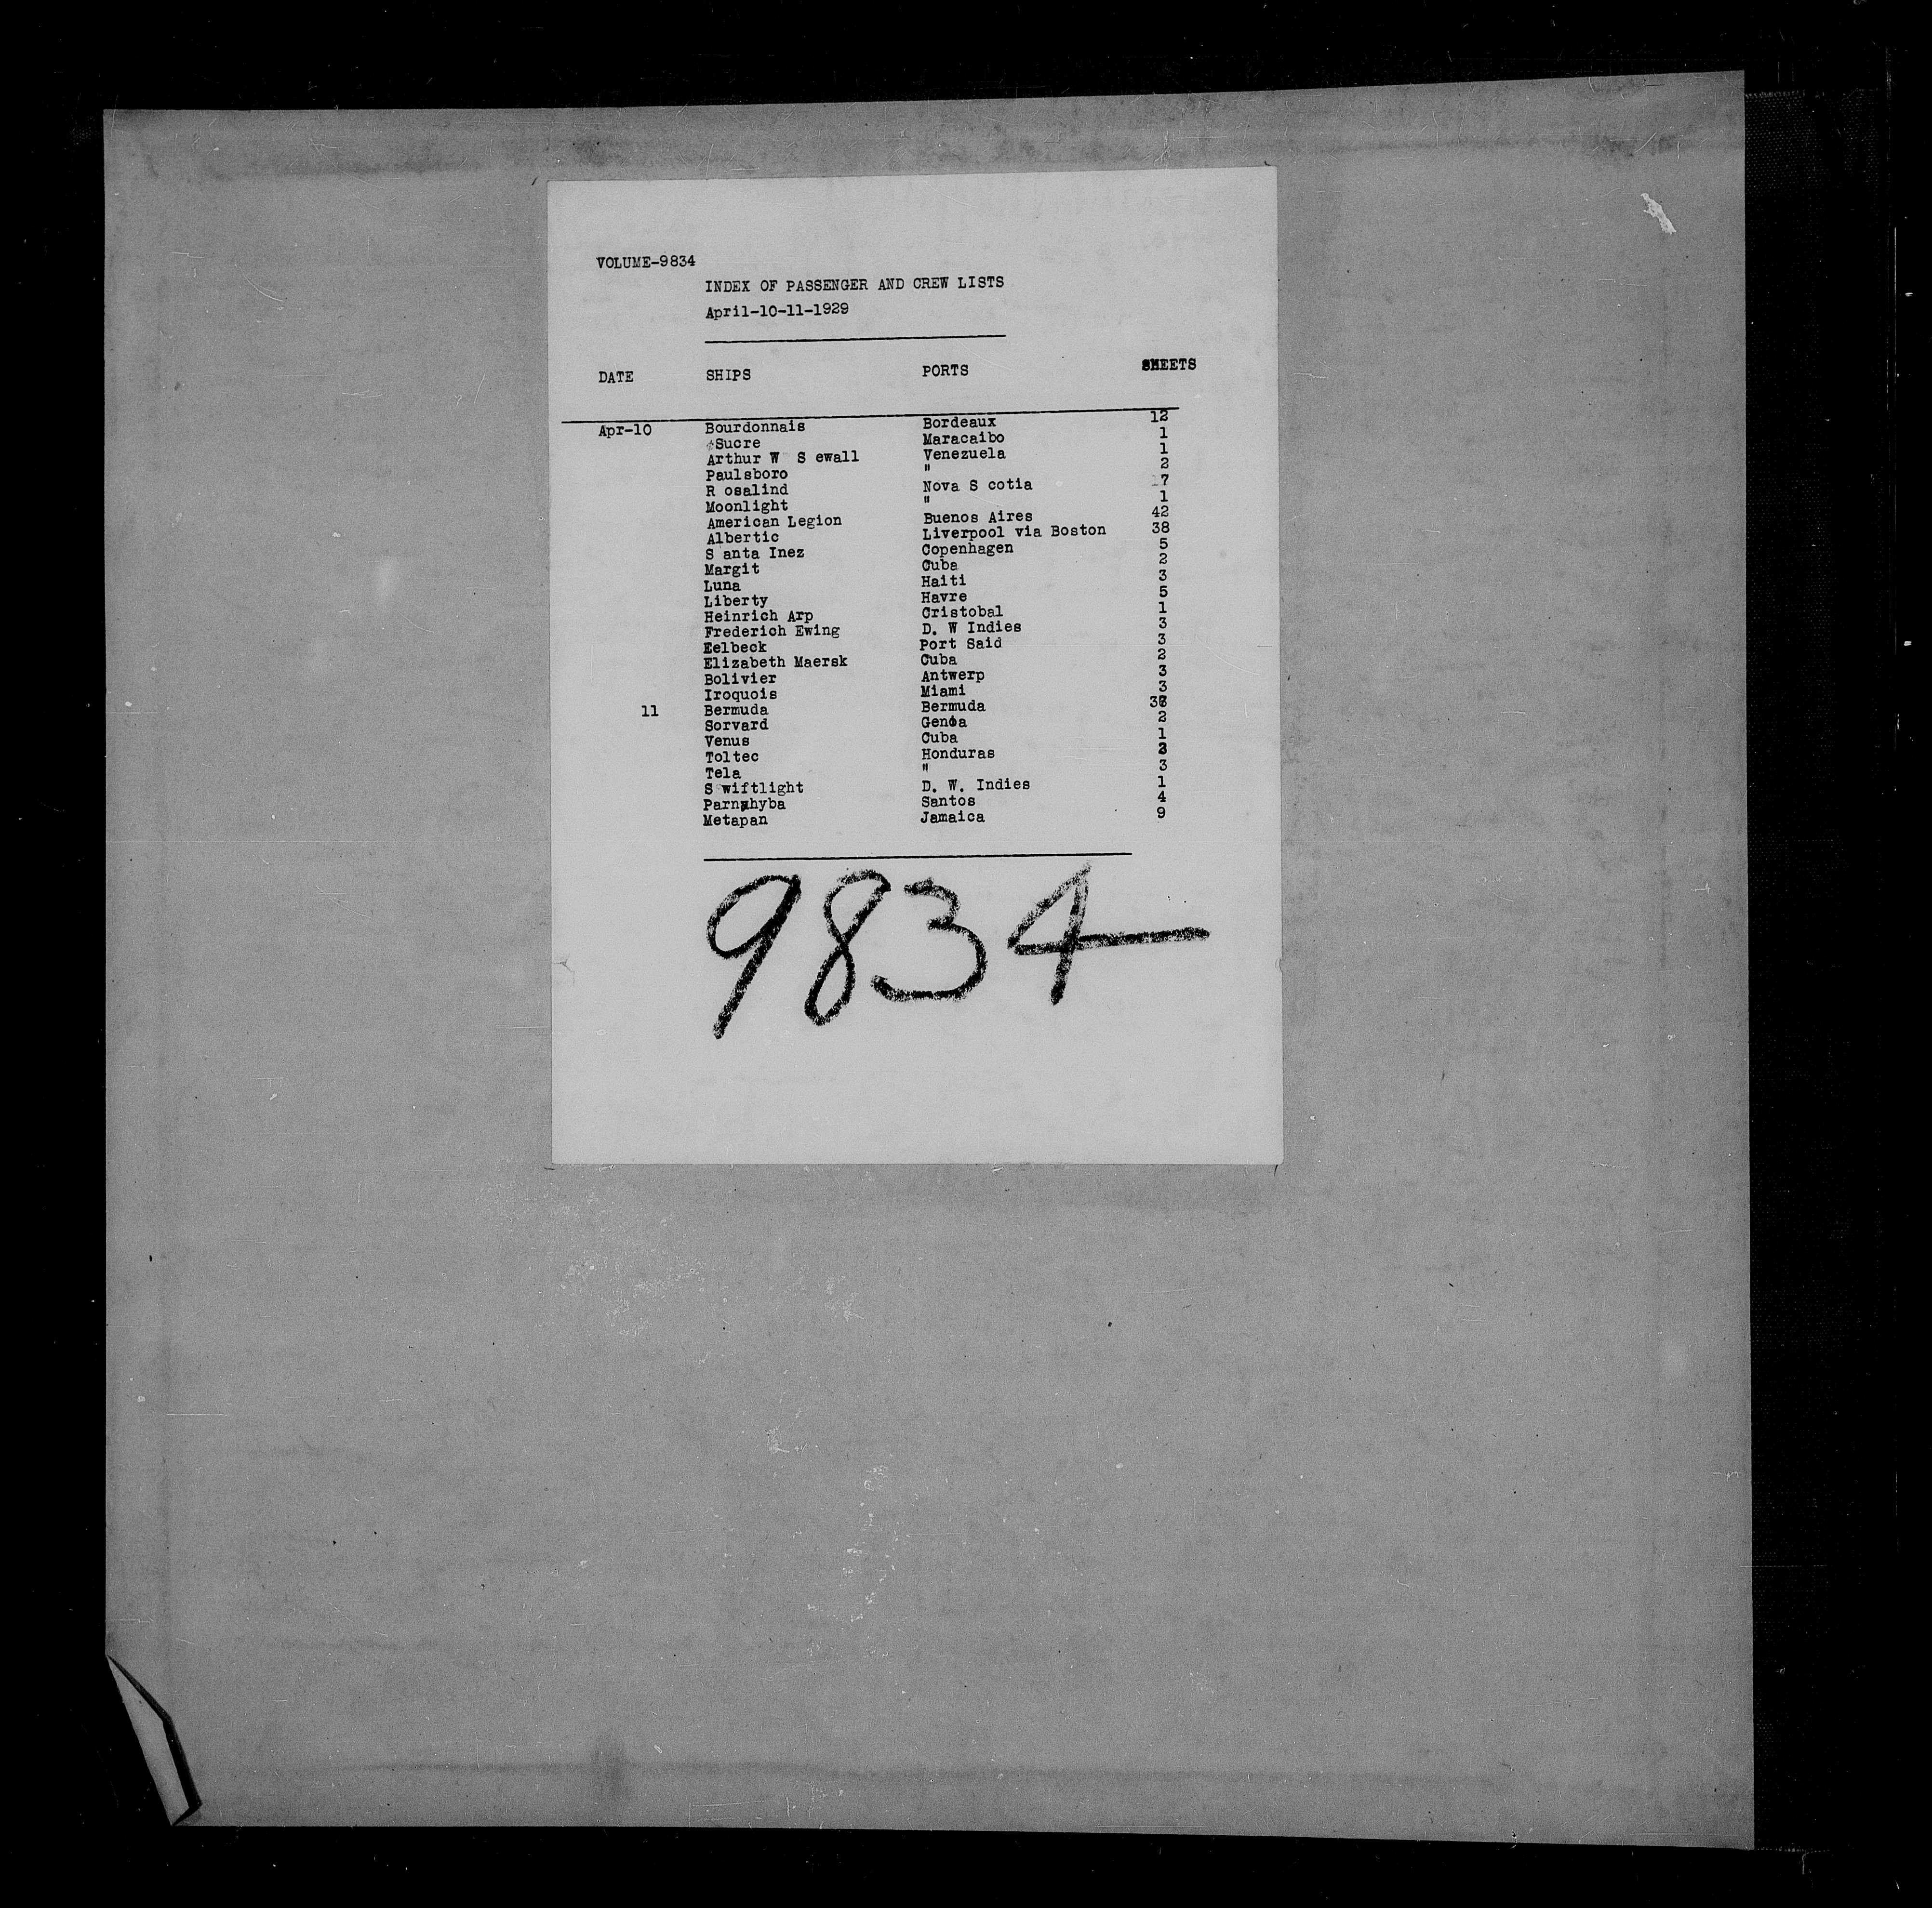 VOLUME-9834
INDEX OF PASSENGER AND CREW LISTS
April-10-11-1929
DATE SHIPS PORTS SHEETS
Apr-10 Bourdonnais Bordeaux 12
Sucre Maracaibo 1
Arthur W S ewall Venezuela 1
Paulsboro " 2
R osalind Nova S cotia 7
Moonlight " 1
American Legion Buenos Aires 42
Albertic Liverpool via Boston 38
S anta Inez Copenhagen 5
Margit Cuba 2
Luna Haiti 3
Liberty Havre 5
Heinrich Arp Cristobal 1
Frederich Ewing D. W Indies 3
Eelbeck Port Said 3
Elizabeth Maersk Cuba 2
Bolivier Antwerp 3
Iroquois Miami 3
11 Bermuda Bermuda
Sorvard Genoa 2
Venus Cuba 1
Toltec Honduras
Tela " 3
S wiftlight D. W. Indies 1
Parnahyba Santos 4
Metapan Jamaica 9
9834